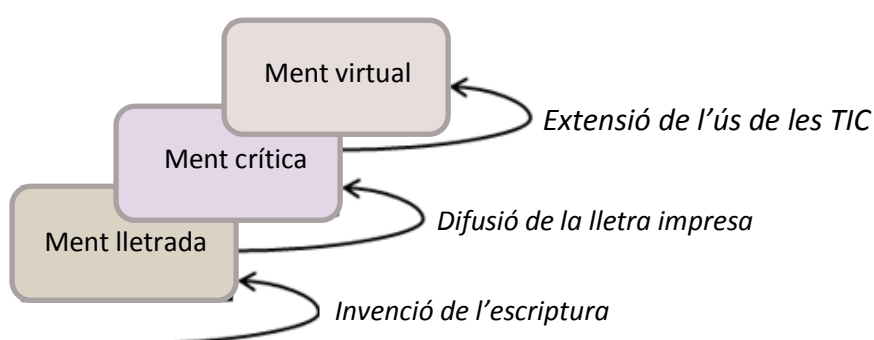 Ment virtual
Extensió de l’ús de les TIC
Ment crítica
Difusió de la lletra impresa
Ment lletrada
Invenció de l’escriptura